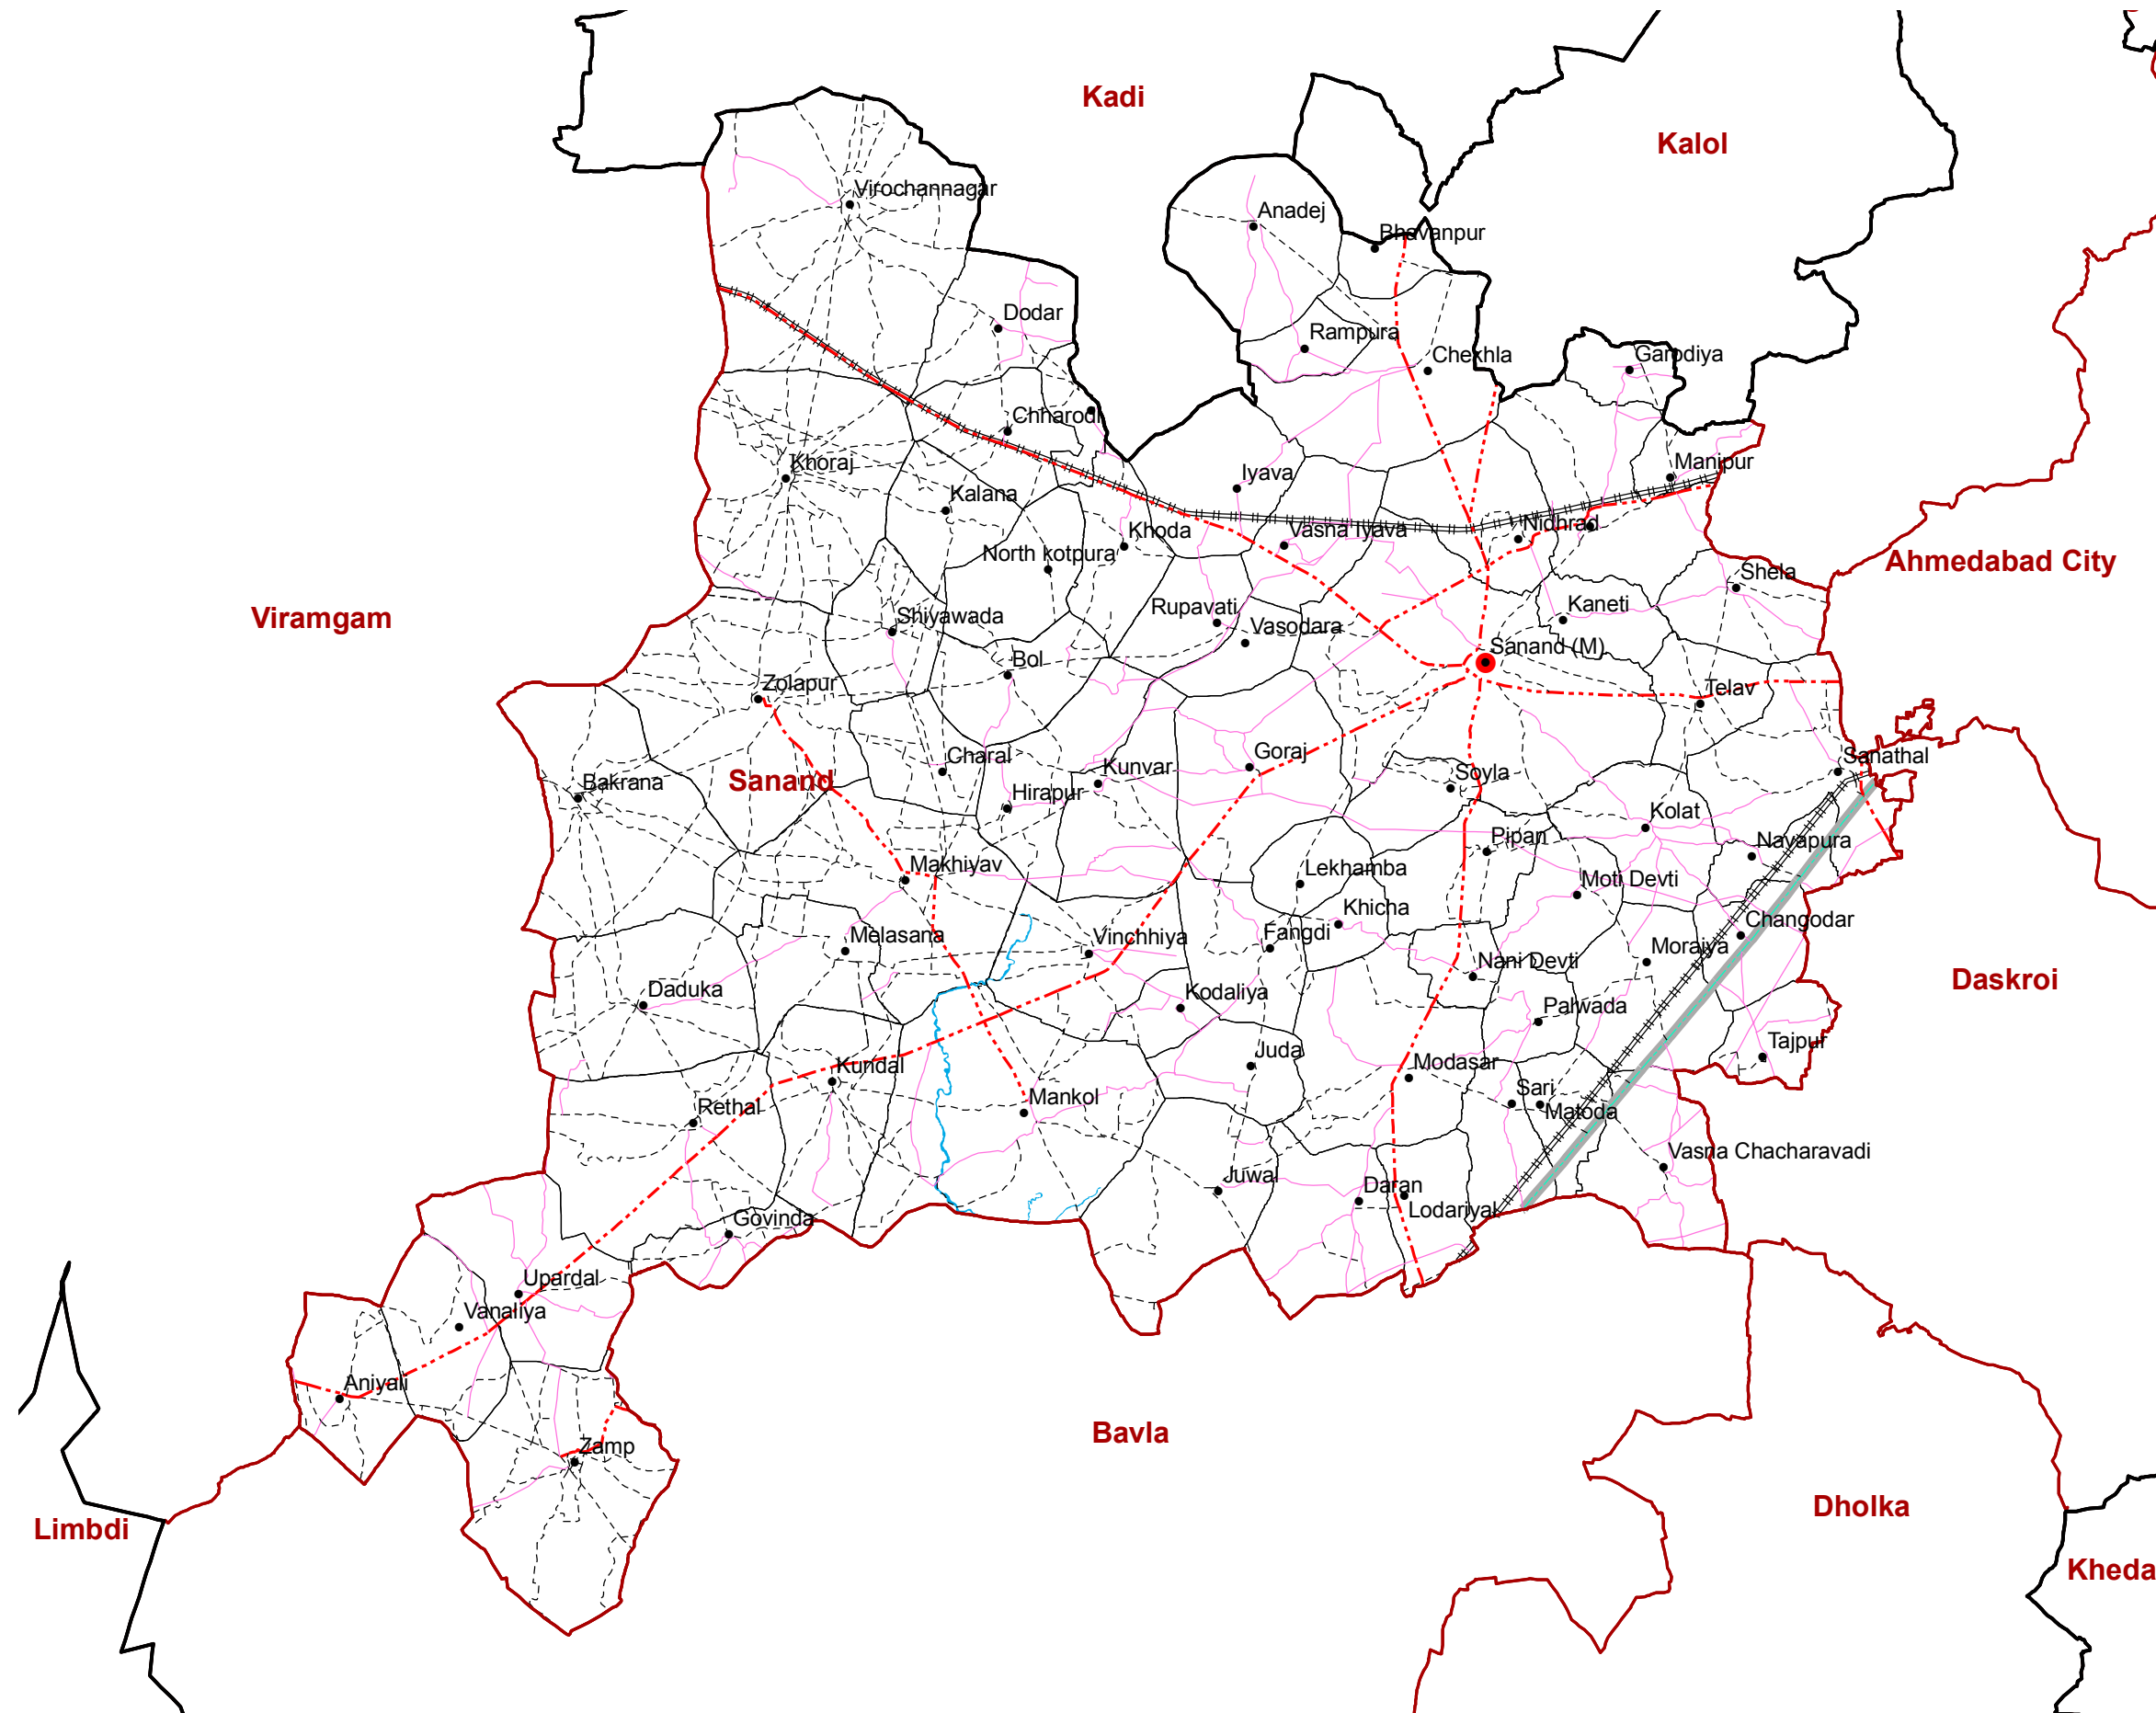 Kadi
Kalol
Virochannagar
Anadej
Bhavanpur
Dodar
Rampura
Chekhla
Garodiya
Chharodi
Khoraj
Iyava
Manipur
Kalana
Khoda
Vasna Iyava
Nidhrad
North kotpura
Ahmedabad City
Shela
Viramgam
Shiyawada
Rupavati
Kaneti
Vasodara
Sanand (M)
Bol
Zolapur
Telav
Charal
Goraj
Sanathal
Bakrana
Sanand
Kunvar
Soyla
Hirapur
Kolat
Pipan
Navapura
Makhiyav
Lekhamba
Moti Devti
Khicha
Changodar
Melasana
Vinchhiya
Fangdi
Moraiya
Nani Devti
Daskroi
Daduka
Kodaliya
Palwada
Tajpur
Juda
Kundal
Modasar
Sari
Rethal
Mankol
Matoda
Vasna Chacharavadi
Juwal
Daran
Lodariyal
Govinda
Upardal
Vanaliya
Aniyali
Bavla
Zamp
Dholka
Limbdi
Kheda